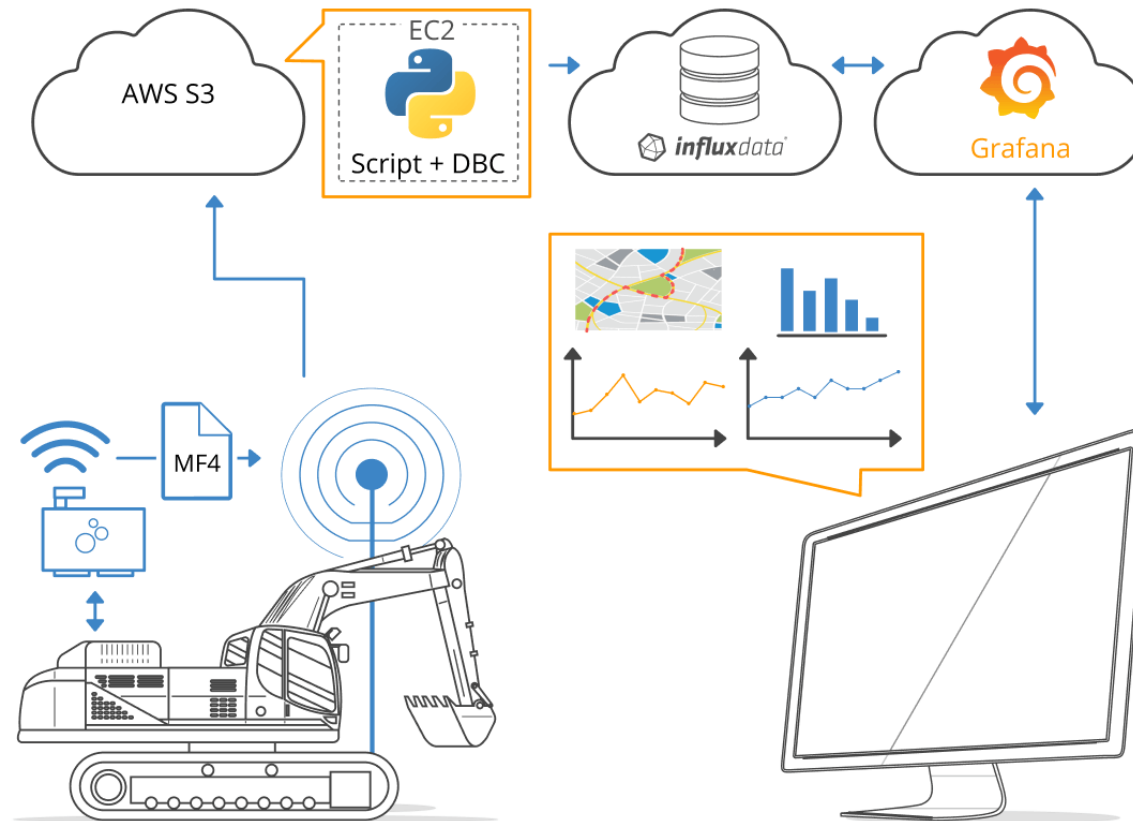 AWS S3
EC2
Script + DBC
influxdata
Grafana
MF4